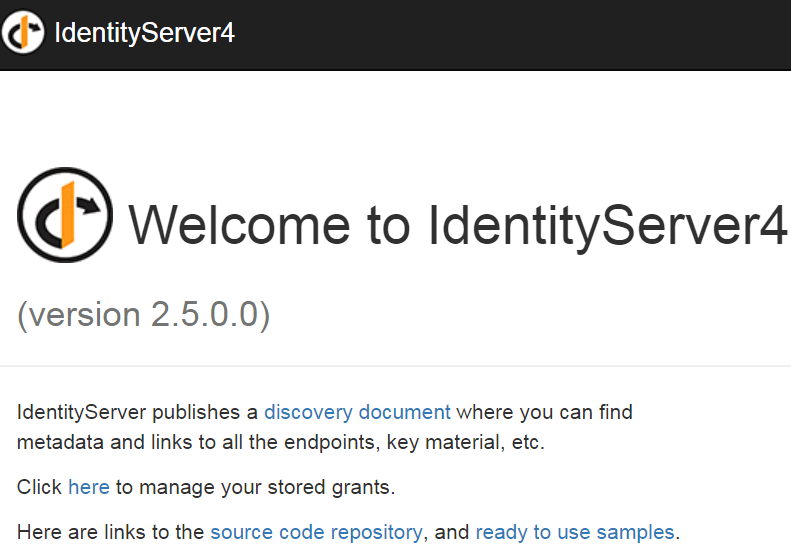 IdentityServer4
Welcome to IdentityServer4
(version 2.5.0.0)
IdentityServer publishes a discovery document where you can find
metadata and links to all the endpoints, key material, etc.
Click here to manage your stored grants.
Here are links to the source code repository, and ready to use samples.